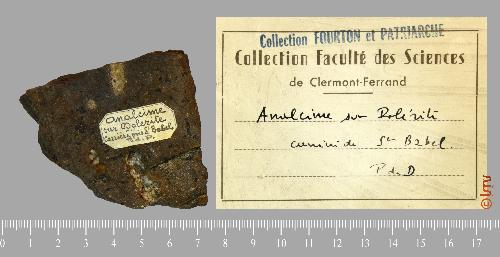 Analcime
sur Dolérite
St Babel
P. d. D.
Collection FOURTON et PATRIARCHE
Collection Faculté des Sciences
de Clermont-Ferrand
Analcime sur Dolérite
de St Babel.
P. de D
0 1 2 3 4 5 6 7 8 9 10 11 12 13 14 15 16 17